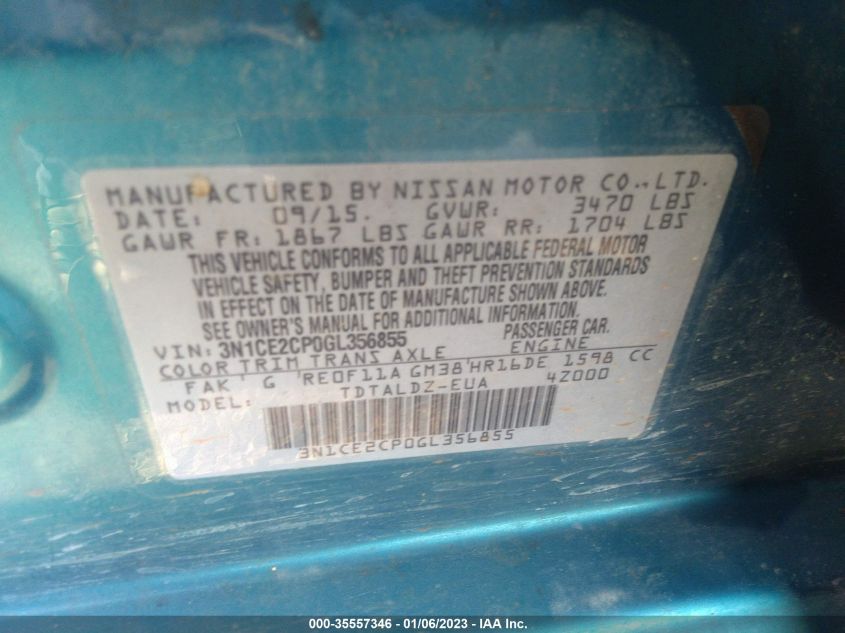 MANUFACTURED BY NISSAN MOTOR CO.,LTD.
DATE: 09/15. GVWR: 3470 LBS
GAWR FR: 1867 LBS GAWR RR: 1704 LBS
THIS VEHICLE CONFORMS TO ALL APPLICABLE FEDERAL MOTOR
VEHICLE SAFETY, BUMPER AND THEFT PREVENTION STANDARDS
IN EFFECT ON THE DATE OF MANUFACTURE SHOWN ABOVE.
SEE OWNER'S MANUAL FOR ADDITIONAL INFORMATION.
VIN: 3N1CE2CP0GL356855 PASSENGER CAR.
COLOR TRIM TRANS AXLE ENGINE
FAK G RE0F11A GM38 HR16DE 1598 CC
MODEL: TDTALDZ-EUA 4Z000
3N1CE2CP0GL356855
000-35557346 - 01/06/2023 - IAA Inc.